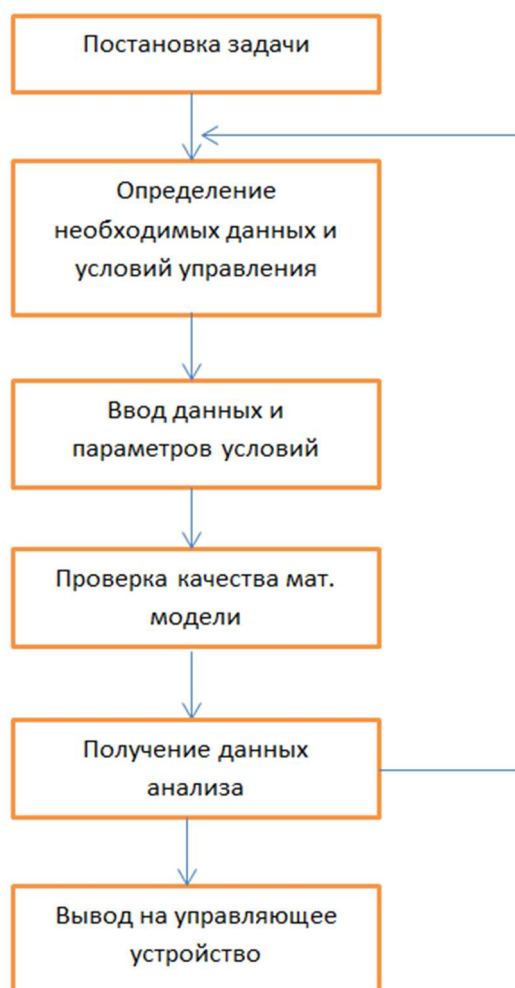 Постановка задачи
Определение
необходимых данных и
условий управления
Ввод данных и
параметров условий
Проверка качества мат.
модели
Получение данных
анализа
Вывод на управляющее
устройство